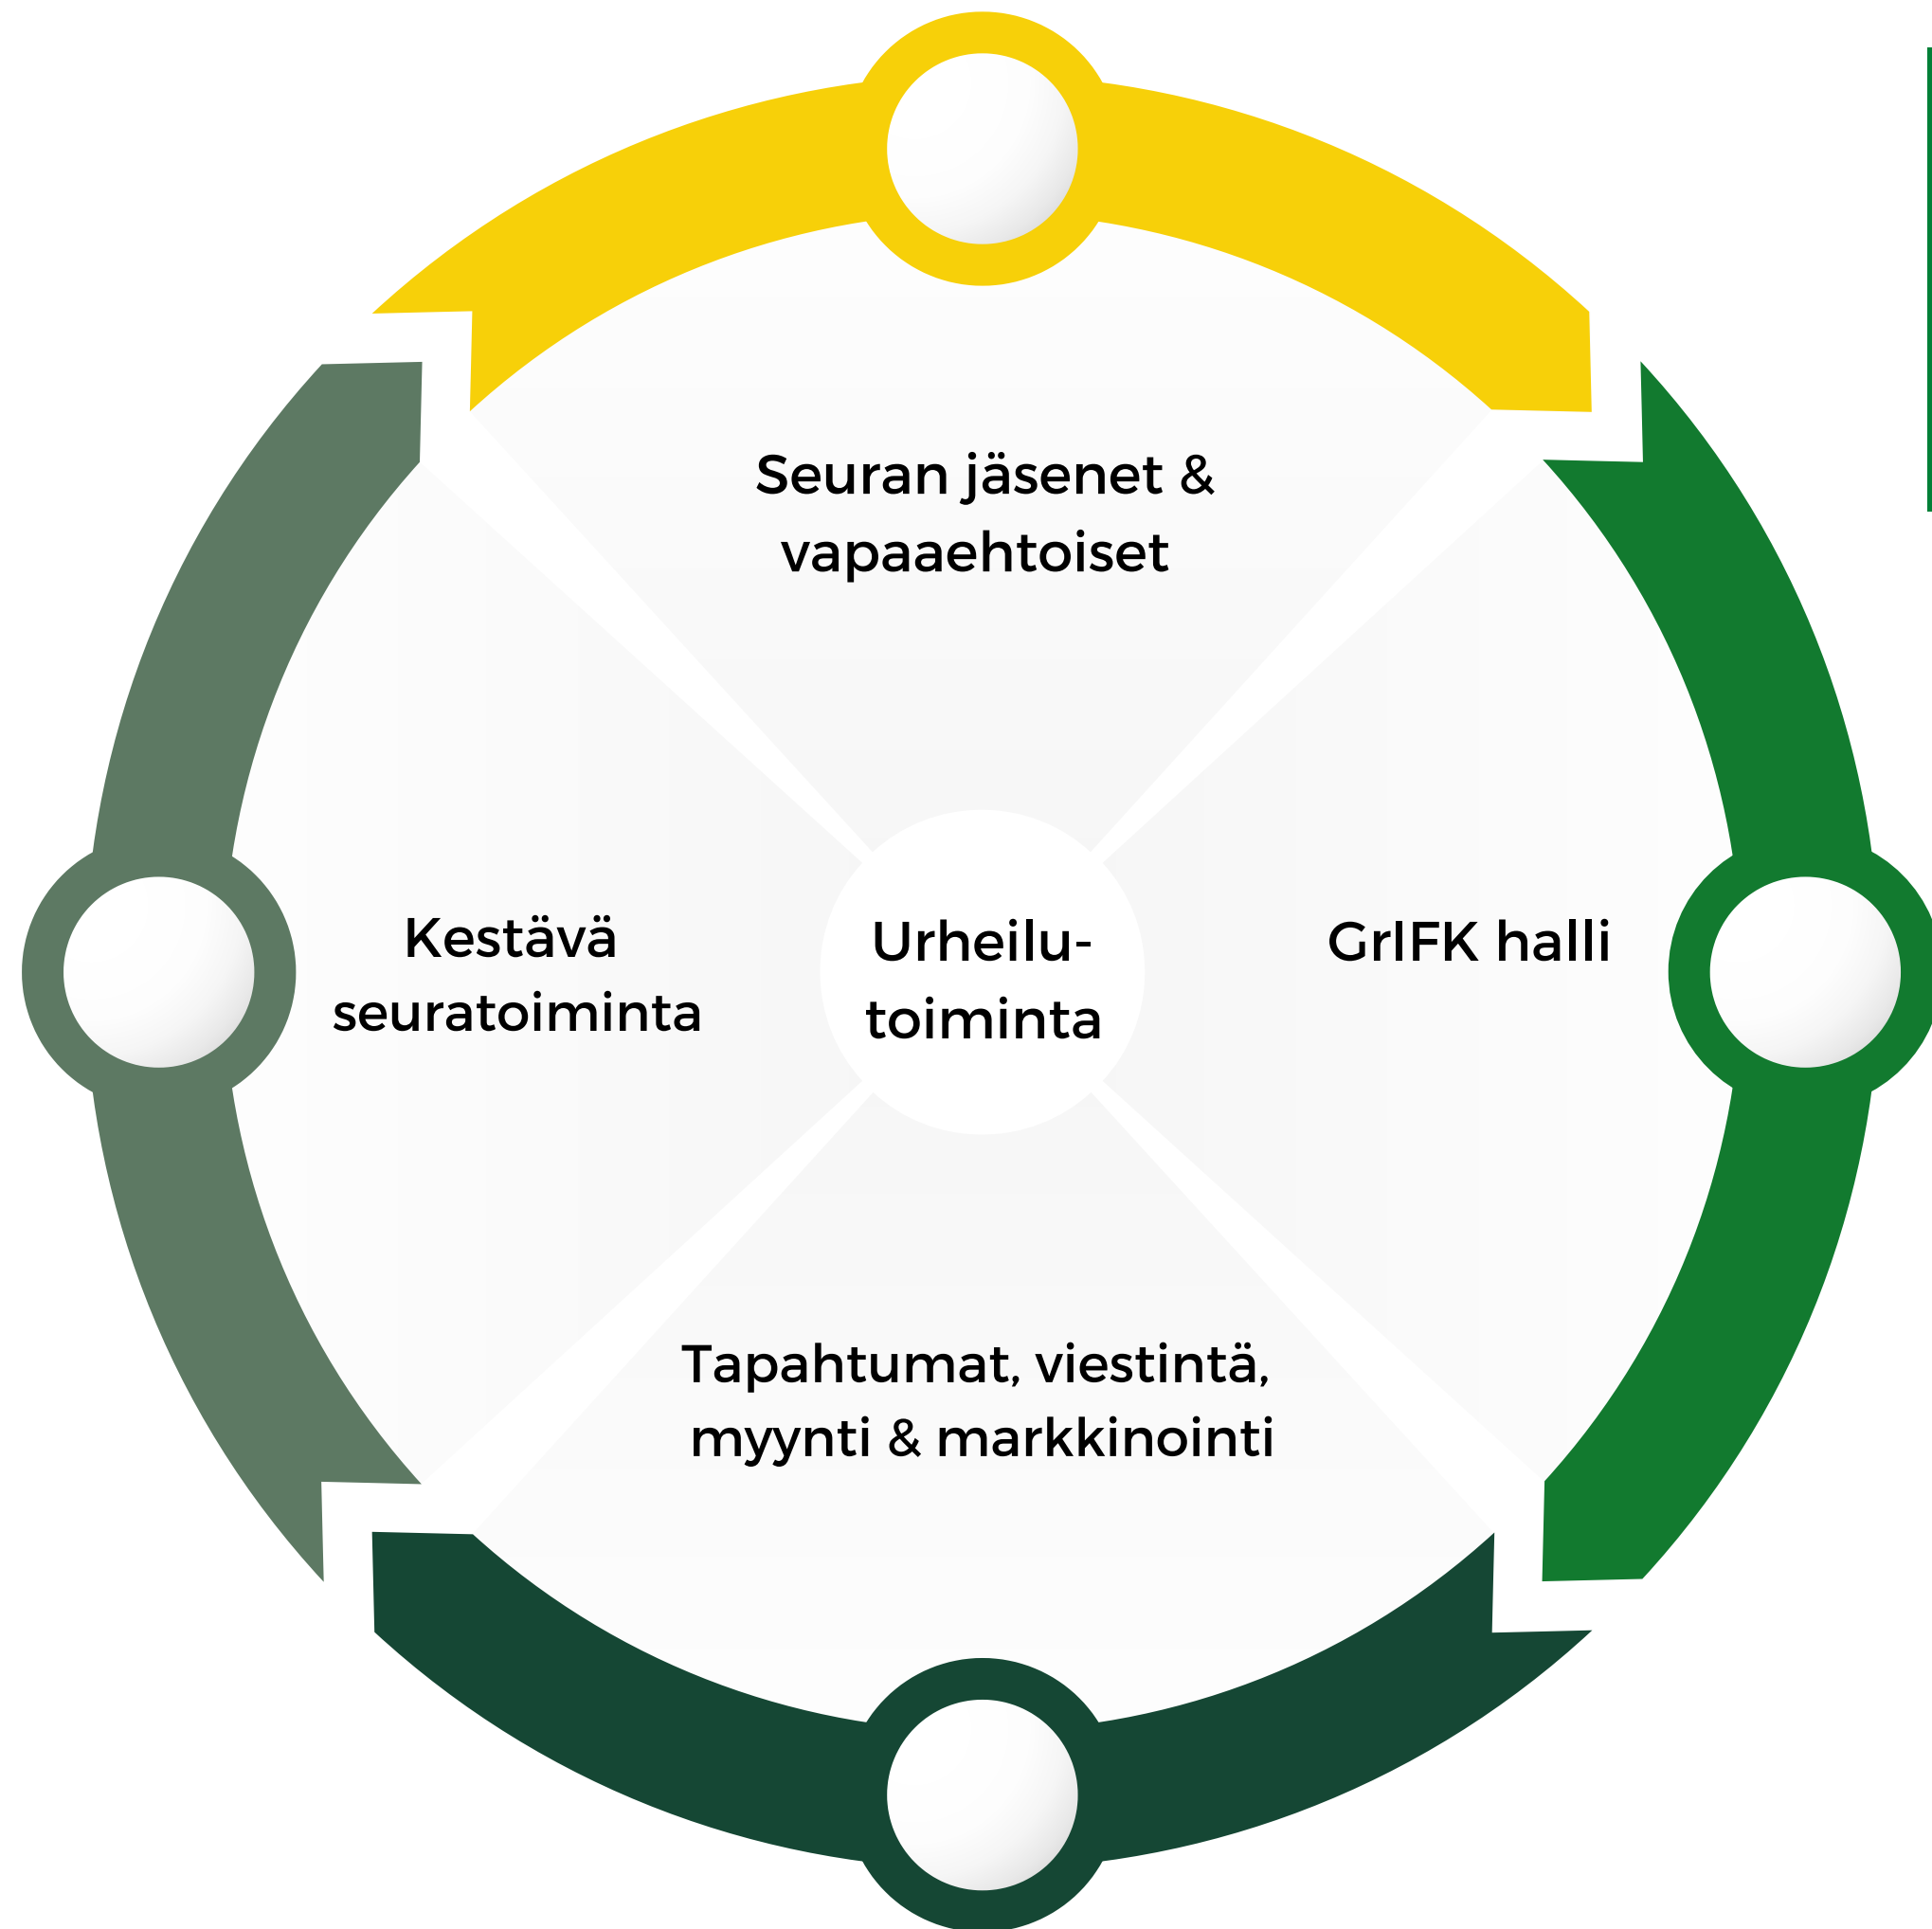 Seuran jäsenet &
vapaaehtoiset
Kestävä
seuratoiminta
Urheilu-
toiminta
GrIFK halli
Tapahtumat, viestintä,
myynti & markkinointi